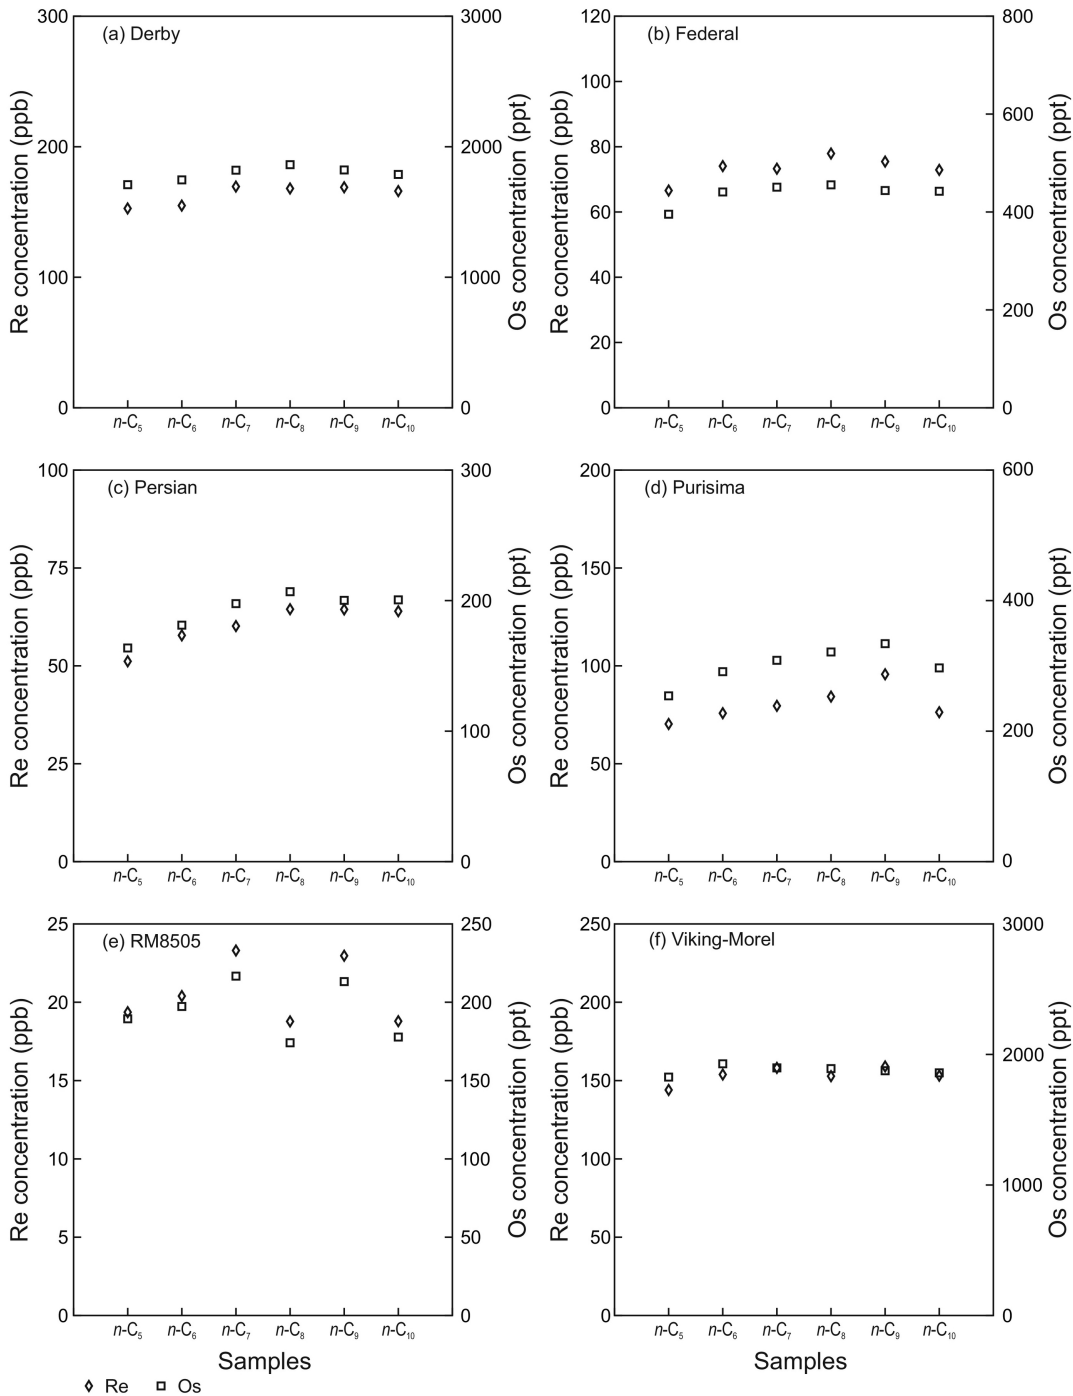 (a) Derby
300
200
100
0
3000
2000
1000
0
Re concentration (ppb)
Os concentration (ppt)
n-C5 n-C6 n-C7 n-C8 n-C9 n-C10
(b) Federal
120
100
80
60
40
20
0
800
600
400
200
0
Re concentration (ppb)
Os concentration (ppt)
n-C5 n-C6 n-C7 n-C8 n-C9 n-C10
(c) Persian
100
75
50
25
0
300
200
100
0
Re concentration (ppb)
Os concentration (ppt)
n-C5 n-C6 n-C7 n-C8 n-C9 n-C10
(d) Purisima
200
150
100
50
0
600
400
200
0
Re concentration (ppb)
Os concentration (ppt)
n-C5 n-C6 n-C7 n-C8 n-C9 n-C10
(e) RM8505
25
20
15
10
5
0
250
200
150
100
50
0
Re concentration (ppb)
Os concentration (ppt)
n-C5 n-C6 n-C7 n-C8 n-C9 n-C10
Samples
(f) Viking-Morel
250
200
150
100
50
0
3000
2000
1000
0
Re concentration (ppb)
Os concentration (ppt)
n-C5 n-C6 n-C7 n-C8 n-C9 n-C10
Samples
Re Os